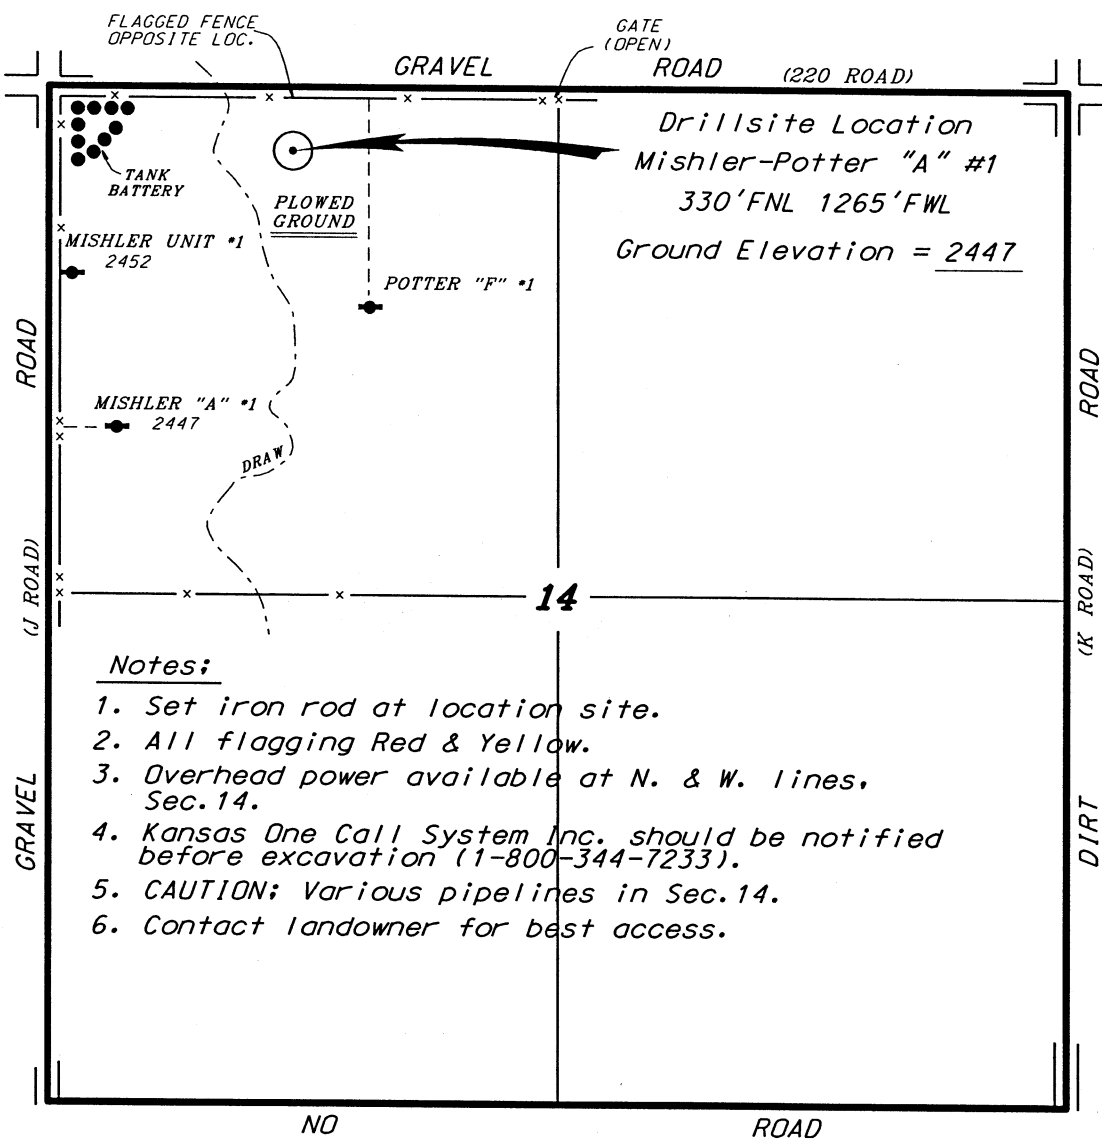 FLAGGED FENCE
OPPOSITE LOC.
GATE
(OPEN)
GRAVEL ROAD (220 ROAD)
Drillsite Location
Mishler-Potter "A" #1
330'FNL 1265'FWL
Ground Elevation = 2447
TANK
BATTERY
PLOWED
GROUND
MISHLER UNIT #1
2452
POTTER "F" #1
MISHLER "A" #1
2447
DRAW
ROAD
(J ROAD)
GRAVEL
ROAD
(K ROAD)
DIRT
14
Notes:
1. Set iron rod at location site.
2. All flagging Red & Yellow.
3. Overhead power available at N. & W. lines,
Sec.14.
4. Kansas One Call System Inc. should be notified
before excavation (1-800-344-7233).
5. CAUTION: Various pipelines in Sec.14.
6. Contact landowner for best access.
NO ROAD